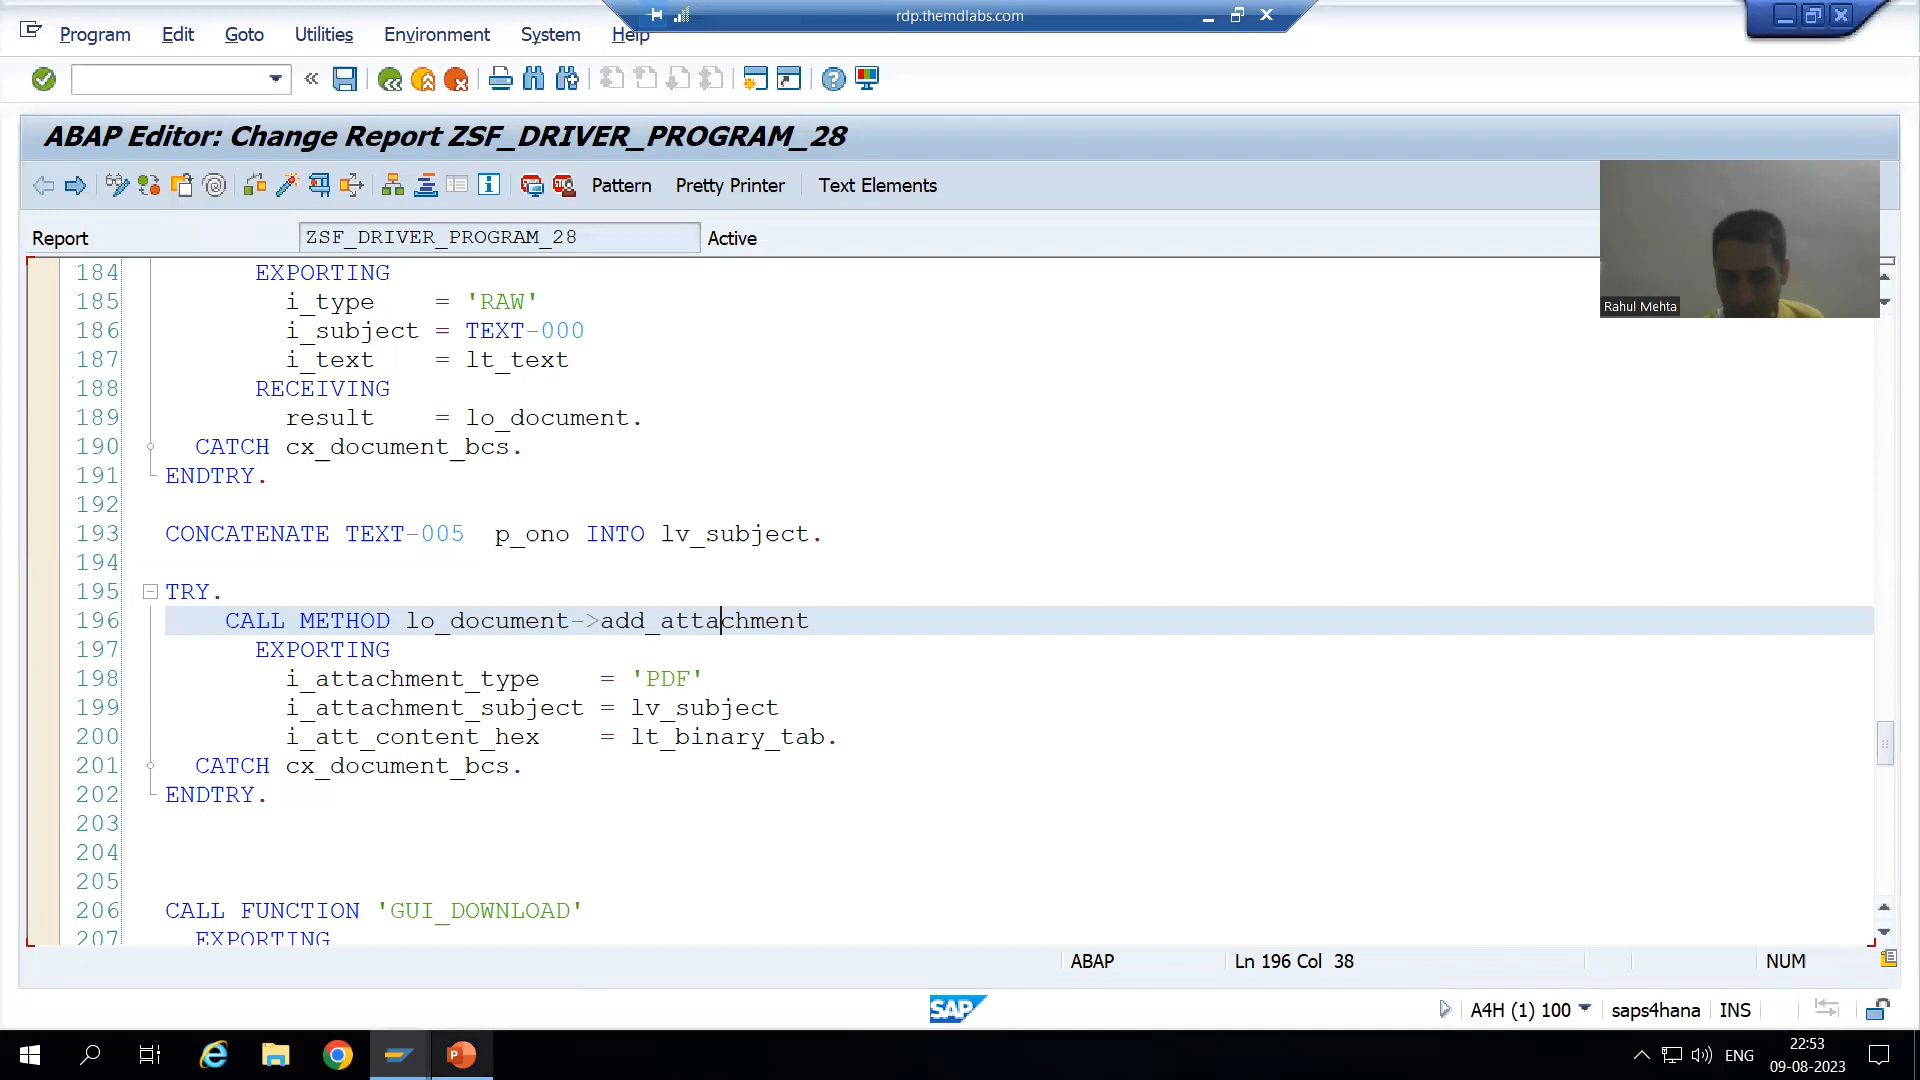 rdp.themdlabs.com
Program Edit Goto Utilities Environment System Help
ABAP Editor: Change Report ZSF_DRIVER_PROGRAM_28
Pattern Pretty Printer Text Elements
Report ZSF_DRIVER_PROGRAM_28 Active
Rahul Mehta
184 EXPORTING
185 i_type = 'RAW'
186 i_subject = TEXT-000
187 i_text = lt_text
188 RECEIVING
189 result = lo_document.
190 CATCH cx_document_bcs.
191 ENDTRY.
192
193 CONCATENATE TEXT-005 p_ono INTO lv_subject.
194
195 TRY.
196 CALL METHOD lo_document->add_attachment
197 EXPORTING
198 i_attachment_type = 'PDF'
199 i_attachment_subject = lv_subject
200 i_att_content_hex = lt_binary_tab.
201 CATCH cx_document_bcs.
202 ENDTRY.
203
204
205
206 CALL FUNCTION 'GUI_DOWNLOAD'
207 EXPORTING
ABAP Ln 196 Col 38 NUM
SAP A4H (1) 100 saps4hana INS
ENG 22:53
09-08-2023